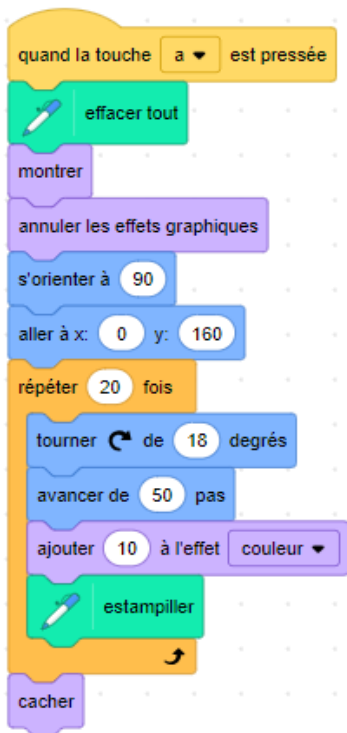 quand la touche a est pressée
effacer tout
montrer
annuler les effets graphiques
s'orienter à 90
aller à x: 0 y: 160
répéter 20 fois
tourner de 18 degrés
avancer de 50 pas
ajouter 10 à l'effet couleur
estampiller
cacher